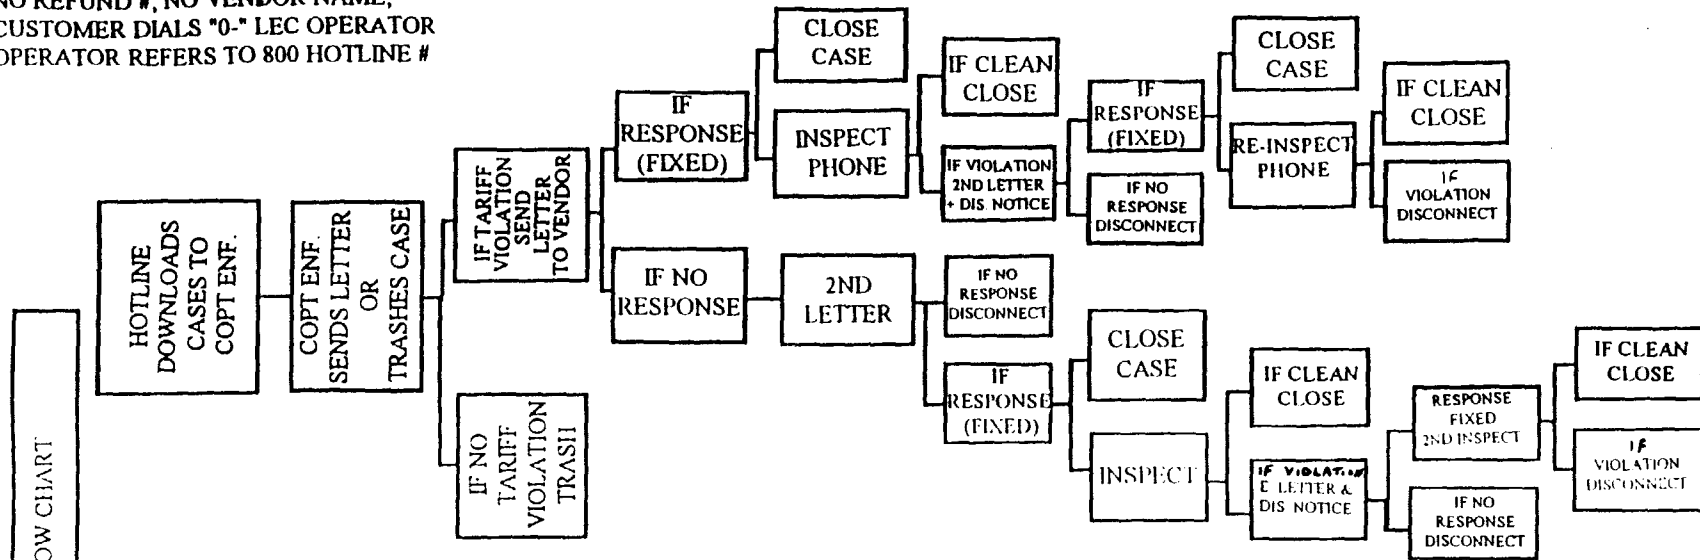 NO REFUND #, NO VENDOR NAME,
CUSTOMER DIALS "0-" LEC OPERATOR
OPERATOR REFERS TO 800 HOTLINE #
OW CHART
HOTLINE
DOWNLOADS
CASES TO
COPT ENF.
COPT ENF.
SENDS LETTER
OR
TRASHES CASE
IF TARIFF
VIOLATION
SEND
LETTER
TO VENDOR
IF NO
TARIFF
VIOLATION
TRASH
IF
RESPONSE
(FIXED)
IF NO
RESPONSE
CLOSE
CASE
INSPECT
PHONE
2ND
LETTER
IF CLEAN
CLOSE
IF VIOLATION
2ND LETTER
+ DIS. NOTICE
IF NO
RESPONSE
DISCONNECT
IF
RESPONSE
(FIXED)
IF
RESPONSE
(FIXED)
IF NO
RESPONSE
DISCONNECT
CLOSE
CASE
INSPECT
CLOSE
CASE
RE-INSPECT
PHONE
IF CLEAN
CLOSE
IF VIOLATION
E LETTER &
DIS NOTICE
IF CLEAN
CLOSE
IF
VIOLATION
DISCONNECT
RESPONSE
FIXED
2ND INSPECT
IF NO
RESPONSE
DISCONNECT
IF CLEAN
CLOSE
IF
VIOLATION
DISCONNECT